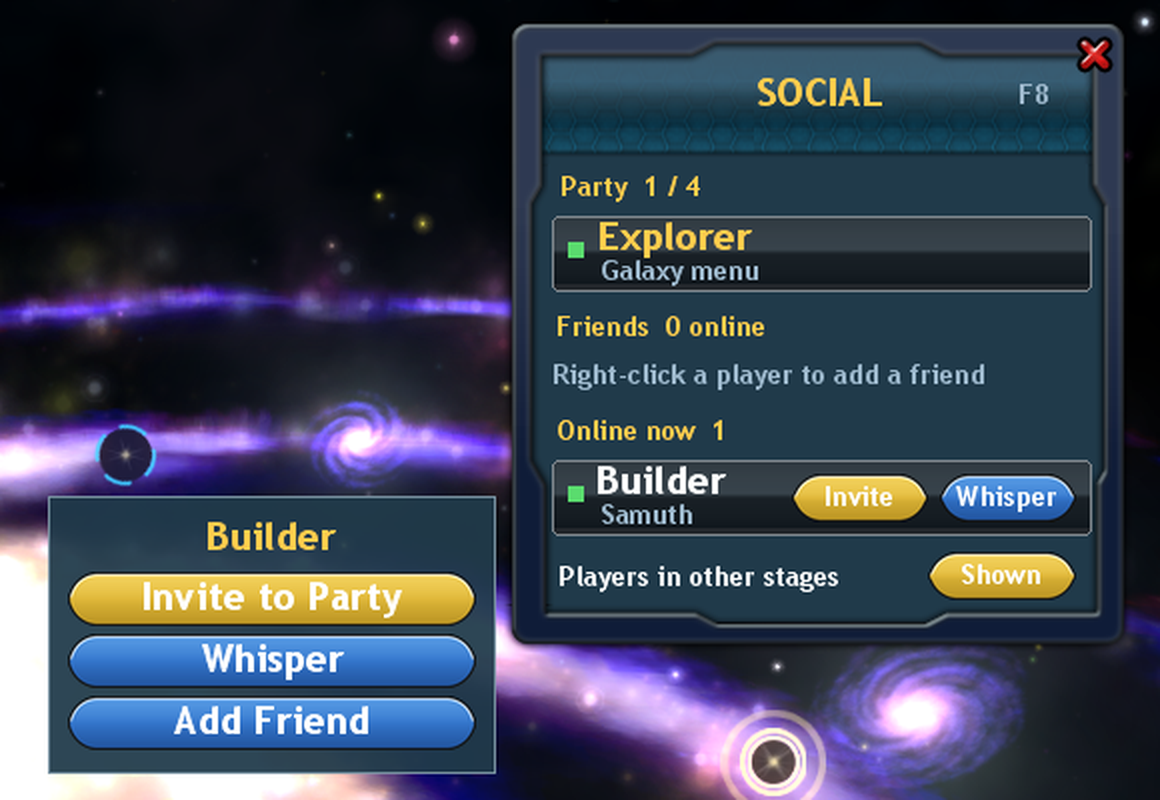 SOCIAL F8
Party 1 / 4
Explorer
Galaxy menu
Friends 0 online
Right-click a player to add a friend
Online now 1
Builder
Samuth
Invite
Whisper
Players in other stages
Shown
Builder
Invite to Party
Whisper
Add Friend